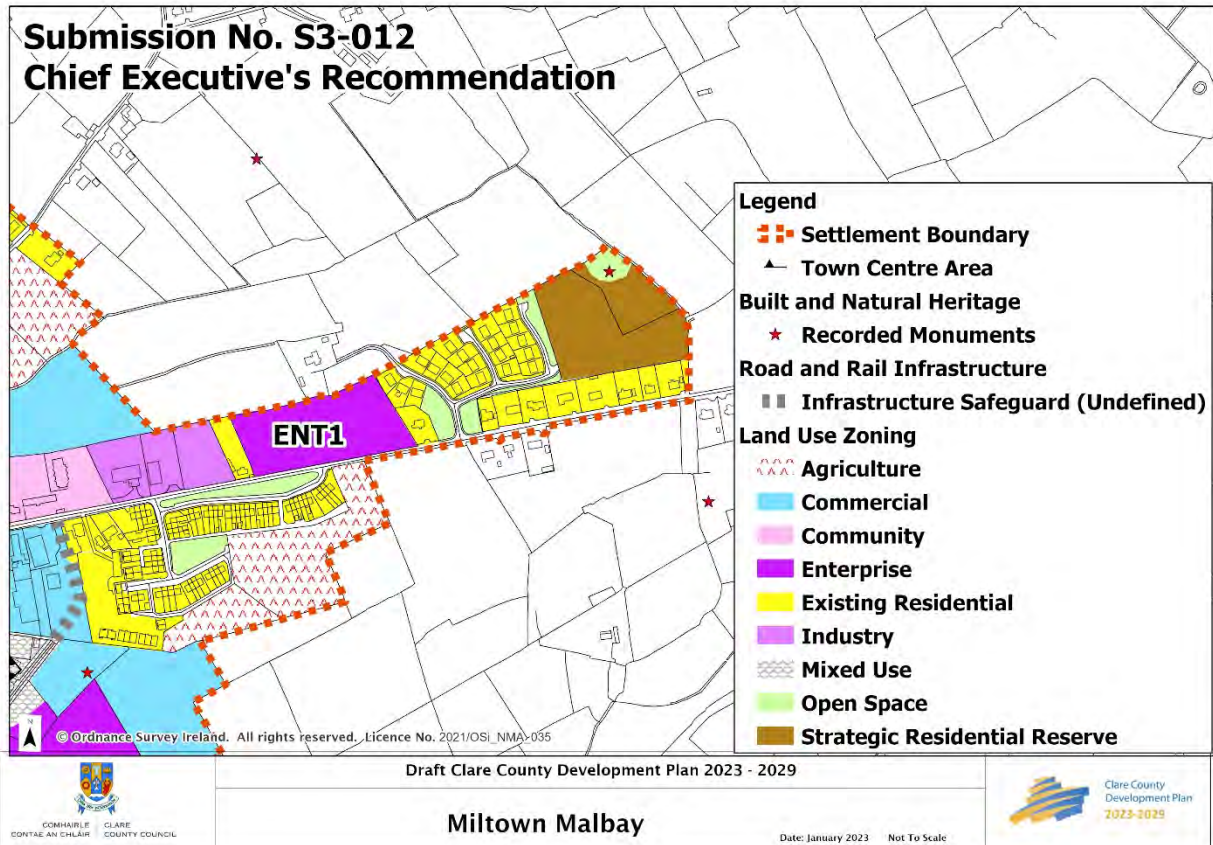 Submission No. S3-012
Chief Executive's Recommendation
ENT1
Legend
Settlement Boundary
Town Centre Area
Built and Natural Heritage
Recorded Monuments
Road and Rail Infrastructure
Infrastructure Safeguard (Undefined)
Land Use Zoning
Agriculture
Commercial
Community
Enterprise
Existing Residential
Industry
Mixed Use
Open Space
Strategic Residential Reserve
N
© Ordnance Survey Ireland. All rights reserved. Licence No. 2021/OSi_NMA_035
COMHAIRLE CONTAE AN CHLÁIR
CLARE COUNTY COUNCIL
Draft Clare County Development Plan 2023 - 2029
Miltown Malbay
Date: January 2023 Not To Scale
Clare County
Development Plan
2023-2029